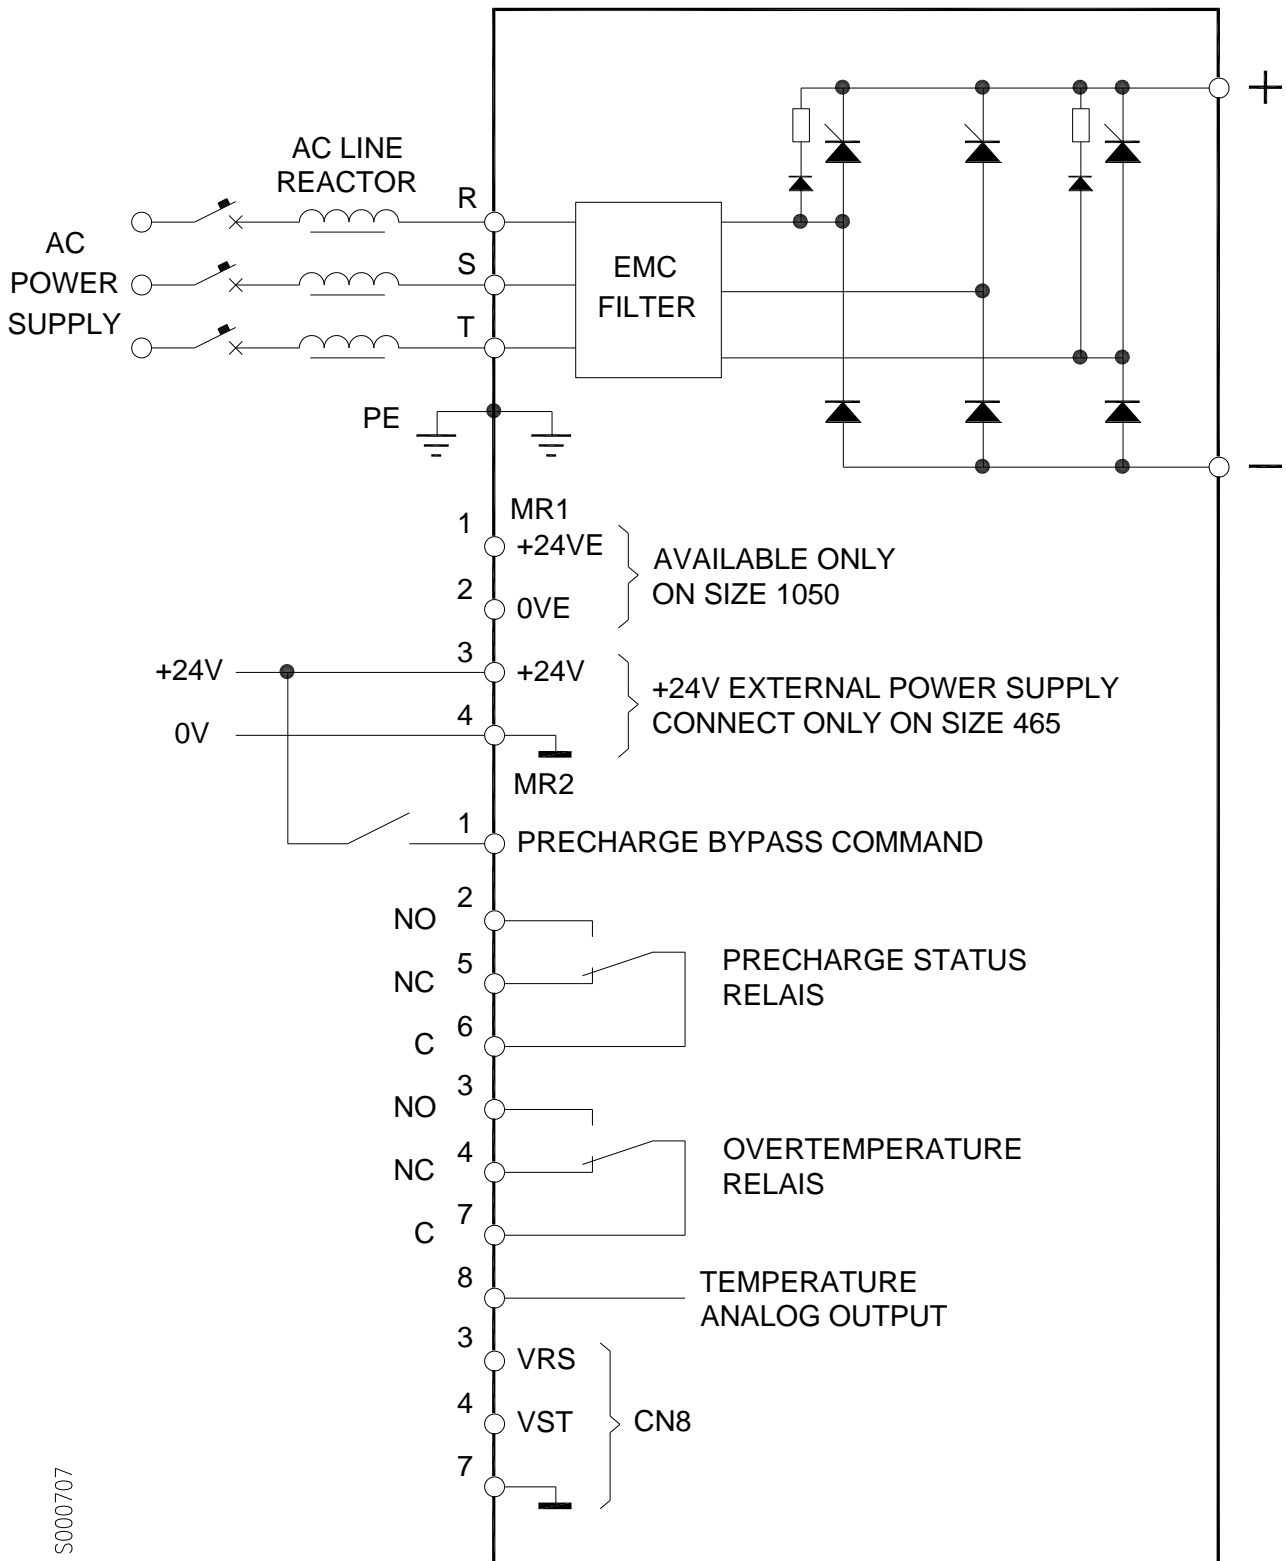 +
AC LINE
REACTOR
R
AC
POWER
SUPPLY
S
T
EMC
FILTER
PE
−
MR1
1
+24VE
2
0VE
AVAILABLE ONLY
ON SIZE 1050
+24V
3
+24V
0V
4
+24V EXTERNAL POWER SUPPLY
CONNECT ONLY ON SIZE 465
MR2
1
PRECHARGE BYPASS COMMAND
NO
2
NC
5
C
6
PRECHARGE STATUS
RELAIS
NO
3
NC
4
C
7
OVERTEMPERATURE
RELAIS
8
TEMPERATURE
ANALOG OUTPUT
3
VRS
4
VST
CN8
7
S000707